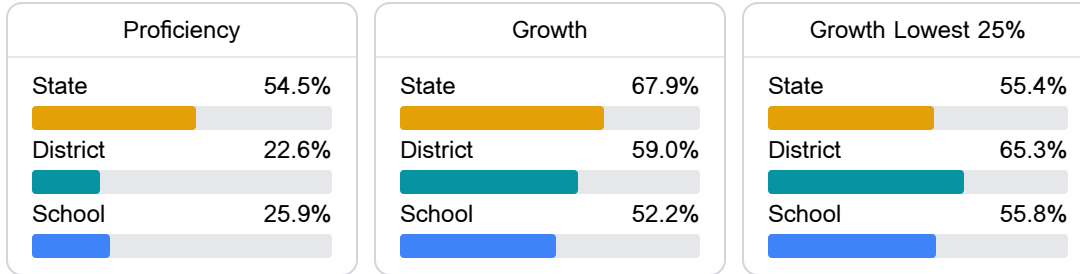 Proficiency
State 54.5%
District 22.6%
School 25.9%
Growth
State 67.9%
District 59.0%
School 52.2%
Growth Lowest 25%
State 55.4%
District 65.3%
School 55.8%